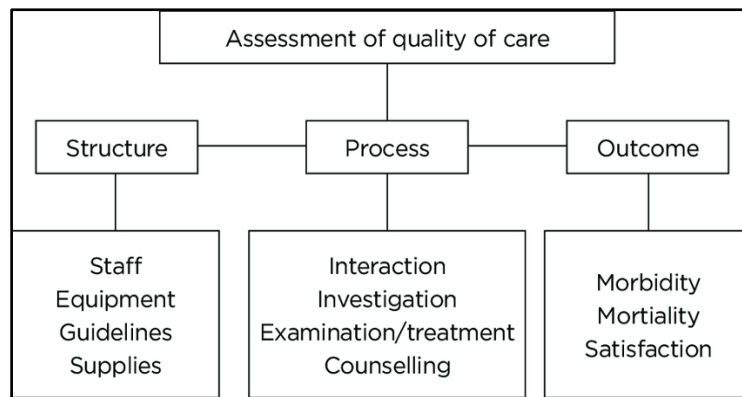 Assessment of quality of care
Structure
Process
Outcome
Staff
Equipment
Guidelines
Supplies
Interaction
Investigation
Examination/treatment
Counselling
Morbidity
Mortiality
Satisfaction